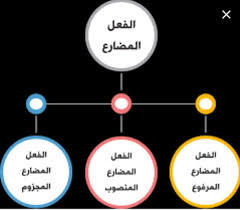 الفعل
المضارع
الفعل
المضارع
المرفوع
الفعل
المضارع
المنصوب
الفعل
المضارع
المجزوم